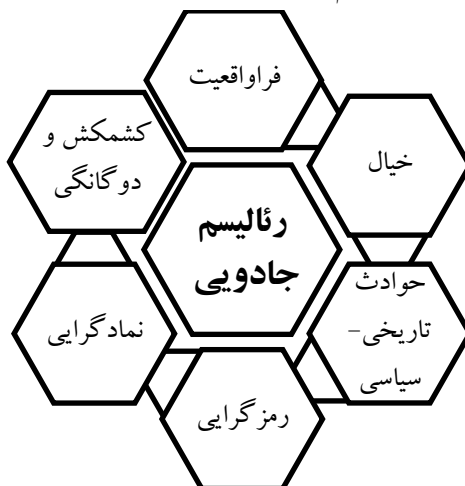 فراواقعیت
کشمکش و
دوگانگی
خیال
رئالیسم
جادویی
حوادث
تاریخی-
سیاسی
نمادگرایی
رمزگرایی